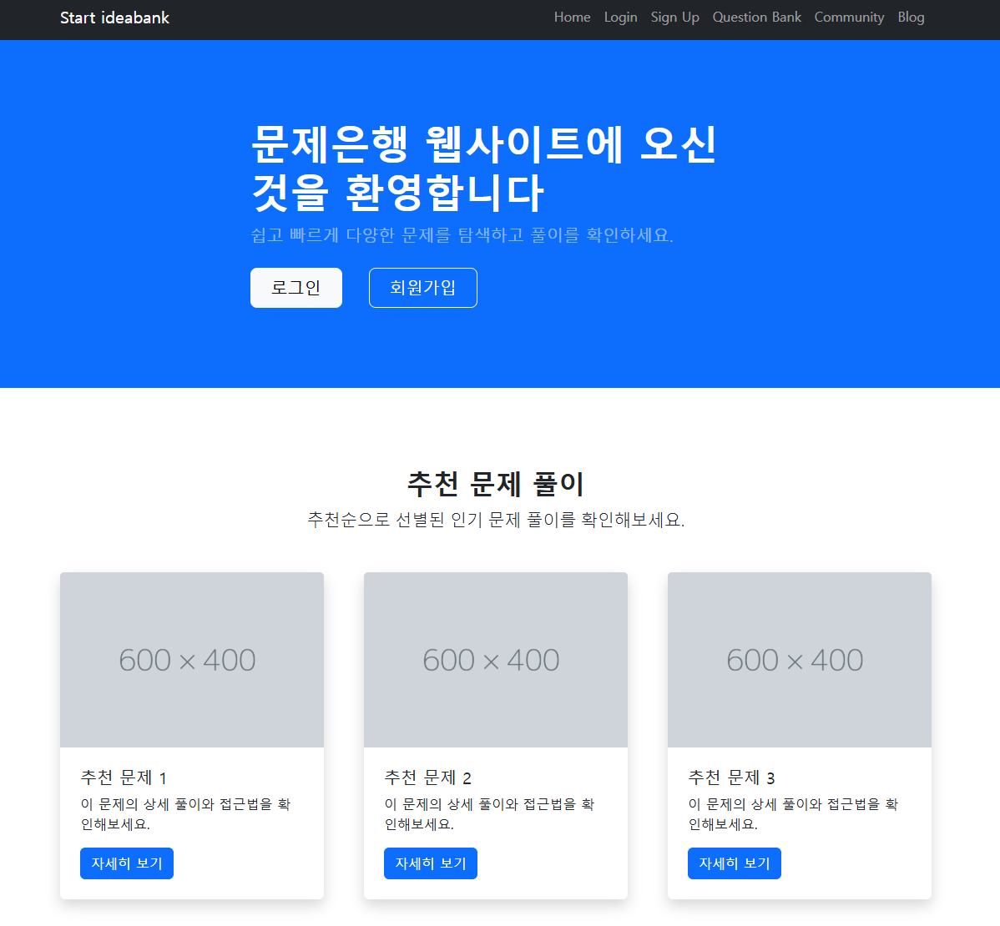 Start ideabank
Home Login Sign Up Question Bank Community Blog
문제은행 웹사이트에 오신
것을 환영합니다
쉽고 빠르게 다양한 문제를 탐색하고 풀이를 확인하세요.
로그인 회원가입
추천 문제 풀이
추천순으로 선별된 인기 문제 풀이를 확인해보세요.
600 × 400
추천 문제 1
이 문제의 상세 풀이와 접근법을 확
인해보세요.
자세히 보기
600 × 400
추천 문제 2
이 문제의 상세 풀이와 접근법을 확
인해보세요.
자세히 보기
600 × 400
추천 문제 3
이 문제의 상세 풀이와 접근법을 확
인해보세요.
자세히 보기